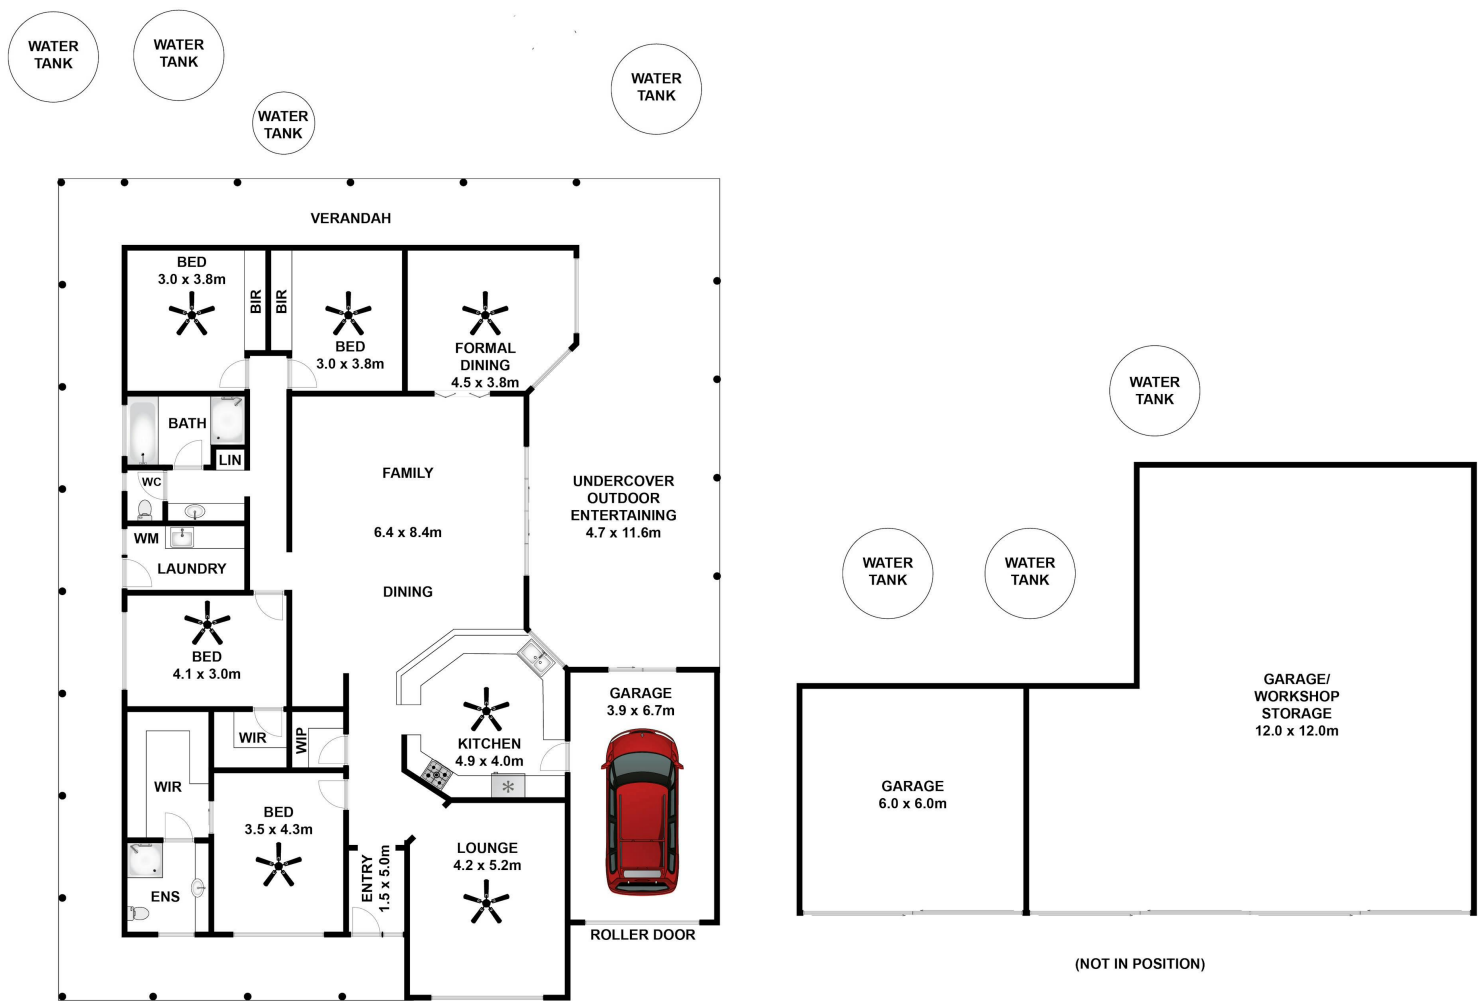 WATER
TANK
WATER
TANK
WATER
TANK
WATER
TANK
VERANDAH
BED
3.0 x 3.8m
BIR
BIR
BED
3.0 x 3.8m
FORMAL
DINING
4.5 x 3.8m
BATH
LIN
WC
WM
LAUNDRY
FAMILY
6.4 x 8.4m
DINING
UNDERCOVER
OUTDOOR
ENTERTAINING
4.7 x 11.6m
BED
4.1 x 3.0m
WIR
WIP
WIR
KITCHEN
4.9 x 4.0m
GARAGE
3.9 x 6.7m
BED
3.5 x 4.3m
ENS
ENTRY
1.5 x 5.0m
LOUNGE
4.2 x 5.2m
ROLLER DOOR
WATER
TANK
WATER
TANK
WATER
TANK
GARAGE/
WORKSHOP
STORAGE
12.0 x 12.0m
GARAGE
6.0 x 6.0m
(NOT IN POSITION)